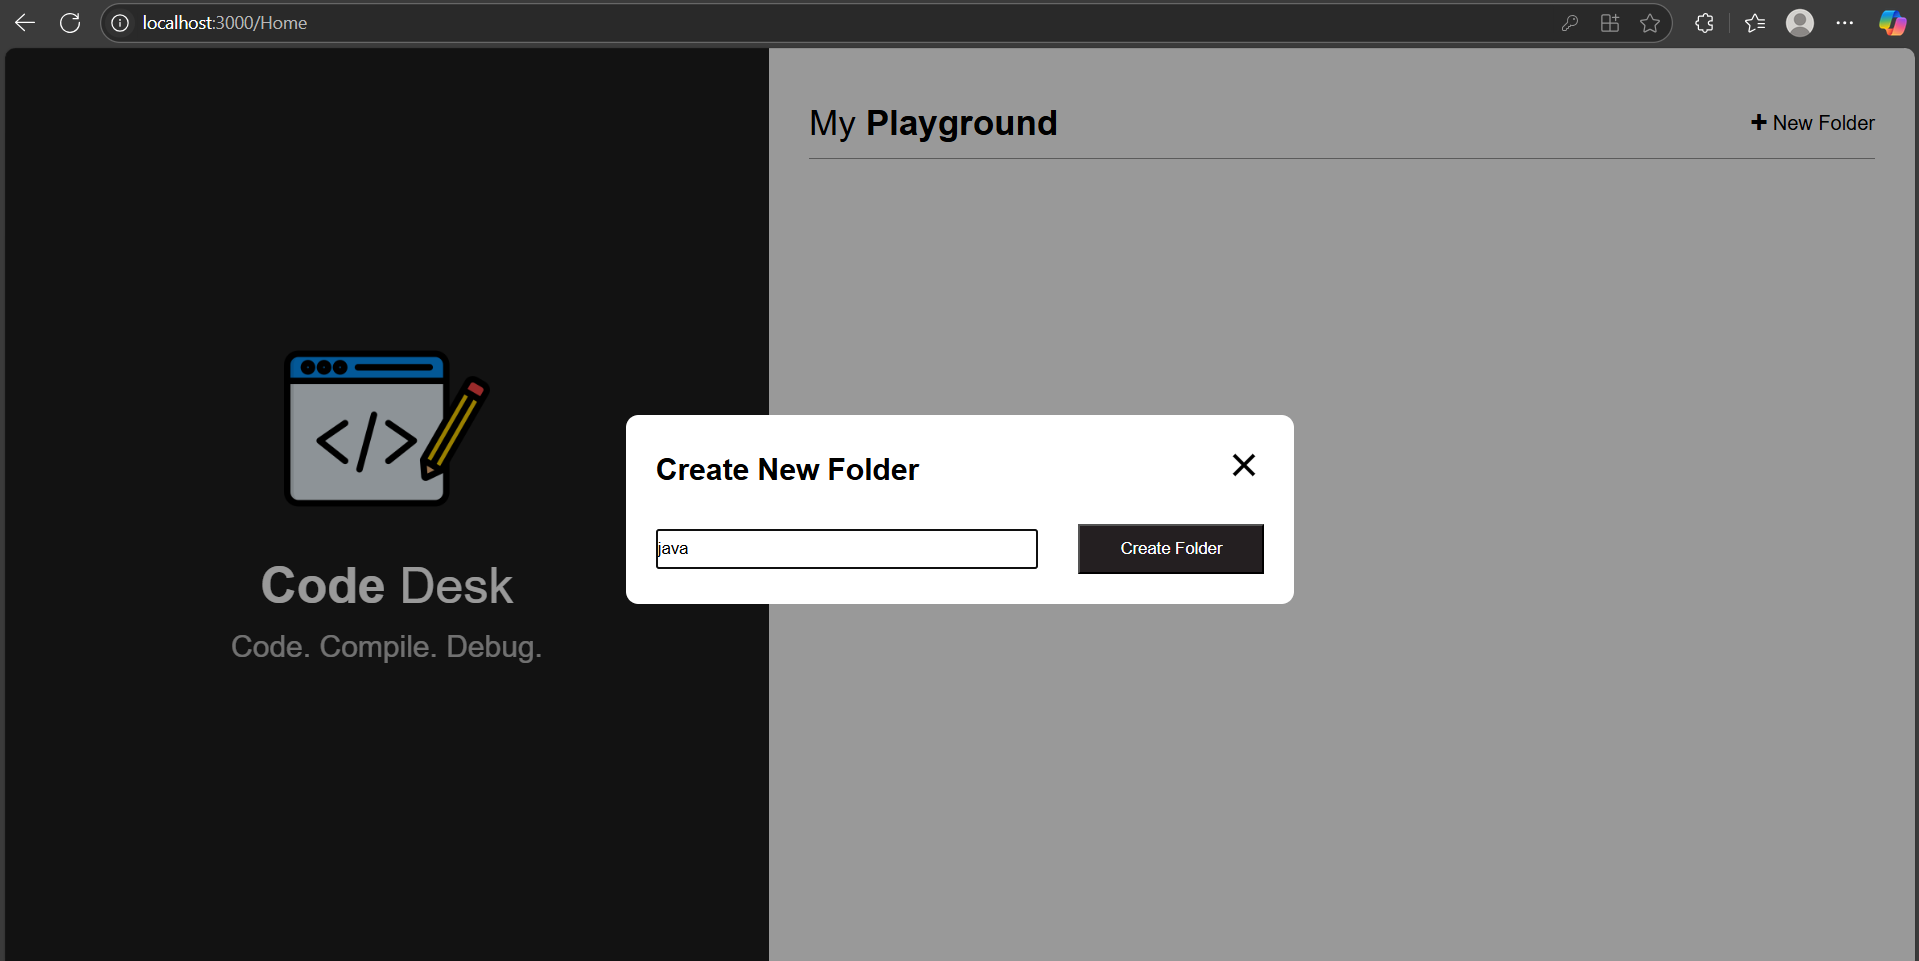 localhost:3000/Home
My Playground
+ New Folder
</>
Create New Folder
java
Create Folder
Code Desk
Code. Compile. Debug.